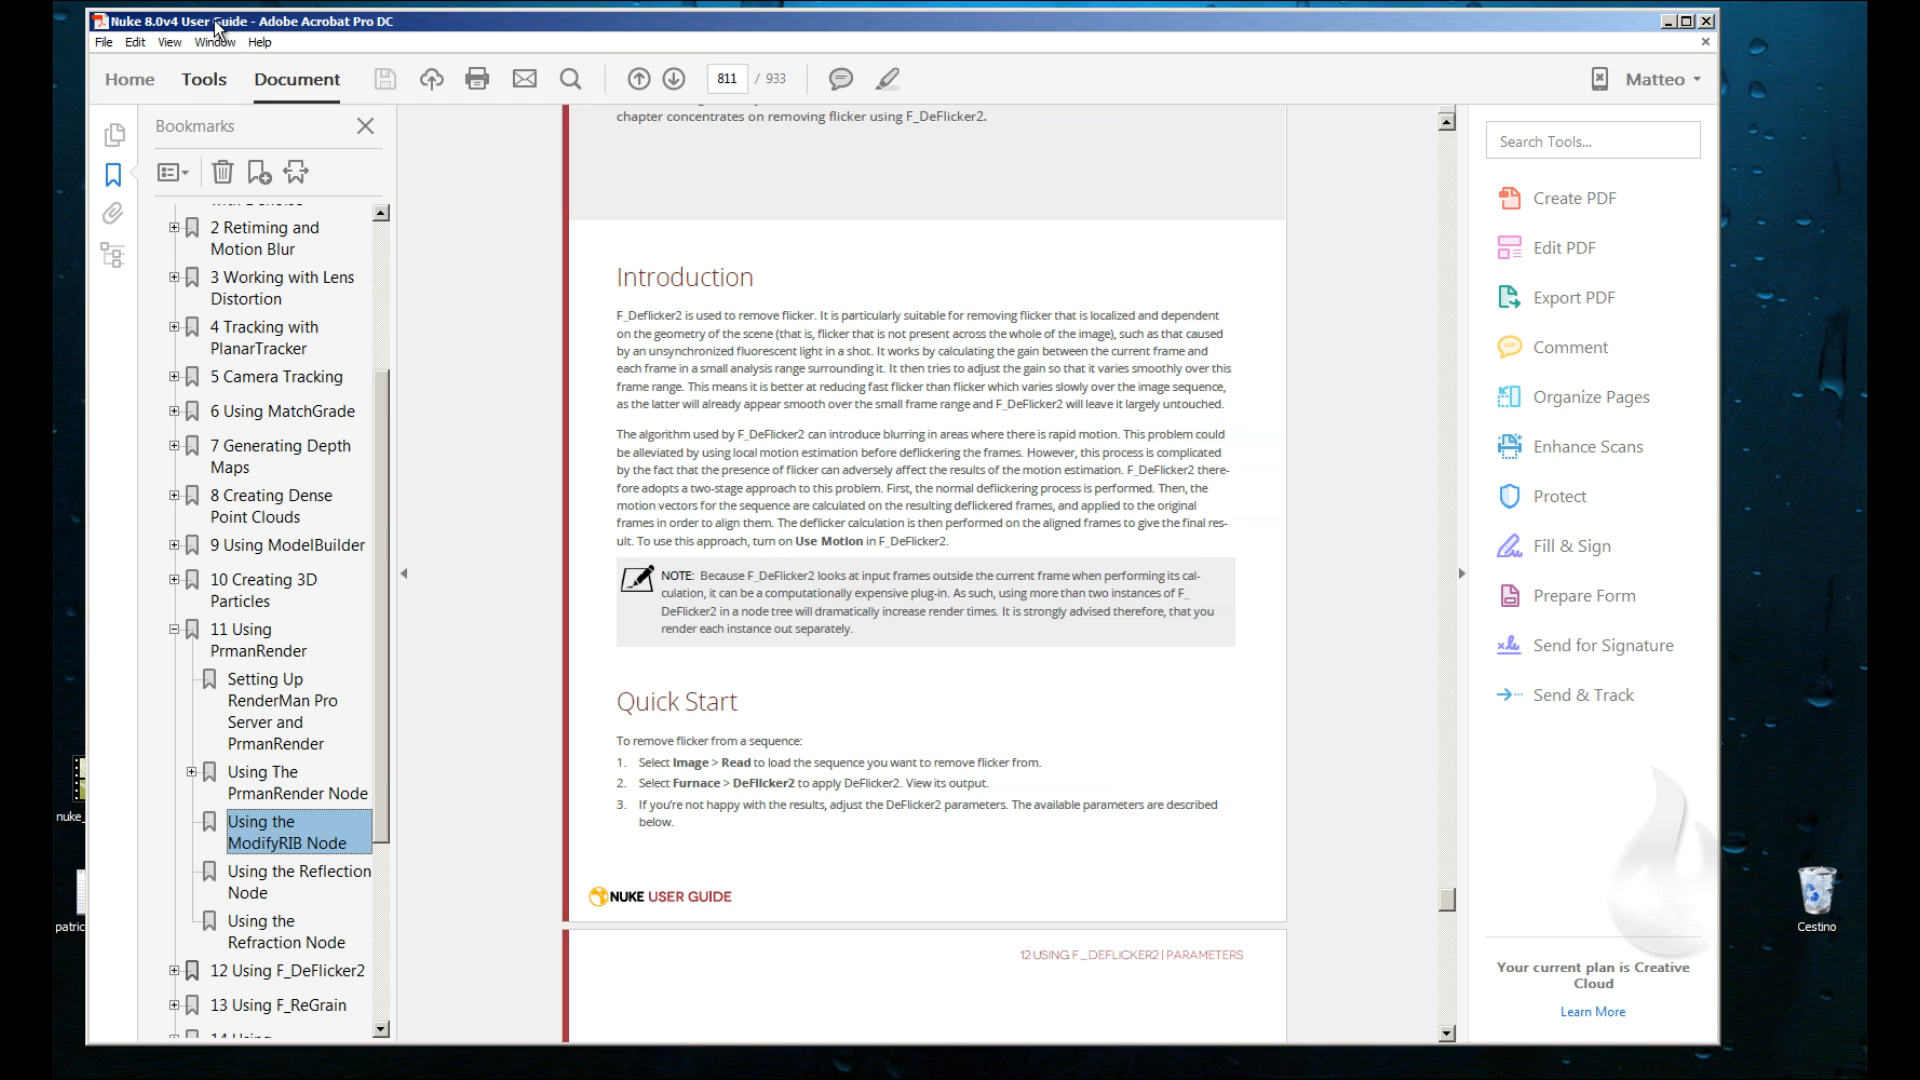 Nuke 8.0v4 User Guide - Adobe Acrobat Pro DC
File Edit View Window Help
Home Tools Document 811 / 933 Matteo
Bookmarks
2 Retiming and
Motion Blur
3 Working with Lens
Distortion
4 Tracking with
PlanarTracker
5 Camera Tracking
6 Using MatchGrade
7 Generating Depth
Maps
8 Creating Dense
Point Clouds
9 Using ModelBuilder
10 Creating 3D
Particles
11 Using
PrmanRender
Setting Up
RenderMan Pro
Server and
PrmanRender
Using The
PrmanRender Node
Using the
ModifyRIB Node
Using the Reflection
Node
Using the
Refraction Node
12 Using F_DeFlicker2
13 Using F_ReGrain
chapter concentrates on removing flicker using F_DeFlicker2.
Introduction
F_Deflicker2 is used to remove flicker. It is particularly suitable for removing flicker that is localized and dependent
on the geometry of the scene (that is, flicker that is not present across the whole of the image), such as that caused
by an unsynchronized fluorescent light in a shot. It works by calculating the gain between the current frame and
each frame in a small analysis range surrounding it. It then tries to adjust the gain so that it varies smoothly over this
frame range. This means it is better at reducing fast flicker than flicker which varies slowly over the image sequence,
as the latter will already appear smooth over the small frame range and F_DeFlicker2 will leave it largely untouched.
The algorithm used by F_DeFlicker2 can introduce blurring in areas where there is rapid motion. This problem could
be alleviated by using local motion estimation before deflickering the frames. However, this process is complicated
by the fact that the presence of flicker can adversely affect the results of the motion estimation. F_DeFlicker2 there-
fore adopts a two-stage approach to this problem. First, the normal deflickering process is performed. Then, the
motion vectors for the sequence are calculated on the resulting deflickered frames, and applied to the original
frames in order to align them. The deflicker calculation is then performed on the aligned frames to give the final res-
ult. To use this approach, turn on Use Motion in F_DeFlicker2.
NOTE: Because F_DeFlicker2 looks at input frames outside the current frame when performing its cal-
culation, it can be a computationally expensive plug-in. As such, using more than two instances of F_
DeFlicker2 in a node tree will dramatically increase render times. It is strongly advised therefore, that you
render each instance out separately.
Quick Start
To remove flicker from a sequence:
1. Select Image > Read to load the sequence you want to remove flicker from.
2. Select Furnace > DeFlicker2 to apply DeFlicker2. View its output.
3. If you're not happy with the results, adjust the DeFlicker2 parameters. The available parameters are described
below.
NUKE USER GUIDE
12 USING F_DEFLICKER2 | PARAMETERS
Search Tools...
Create PDF
Edit PDF
Export PDF
Comment
Organize Pages
Enhance Scans
Protect
Fill & Sign
Prepare Form
Send for Signature
Send & Track
Your current plan is Creative
Cloud
Learn More
nuke_
patric
Cestino